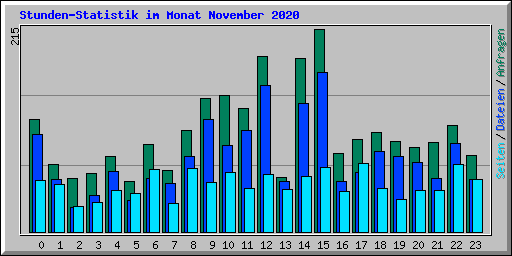 Stunden-Statistik im Monat November 2020
215
Seiten / Dateien / Anfragen
0 1 2 3 4 5 6 7 8 9 10 11 12 13 14 15 16 17 18 19 20 21 22 23